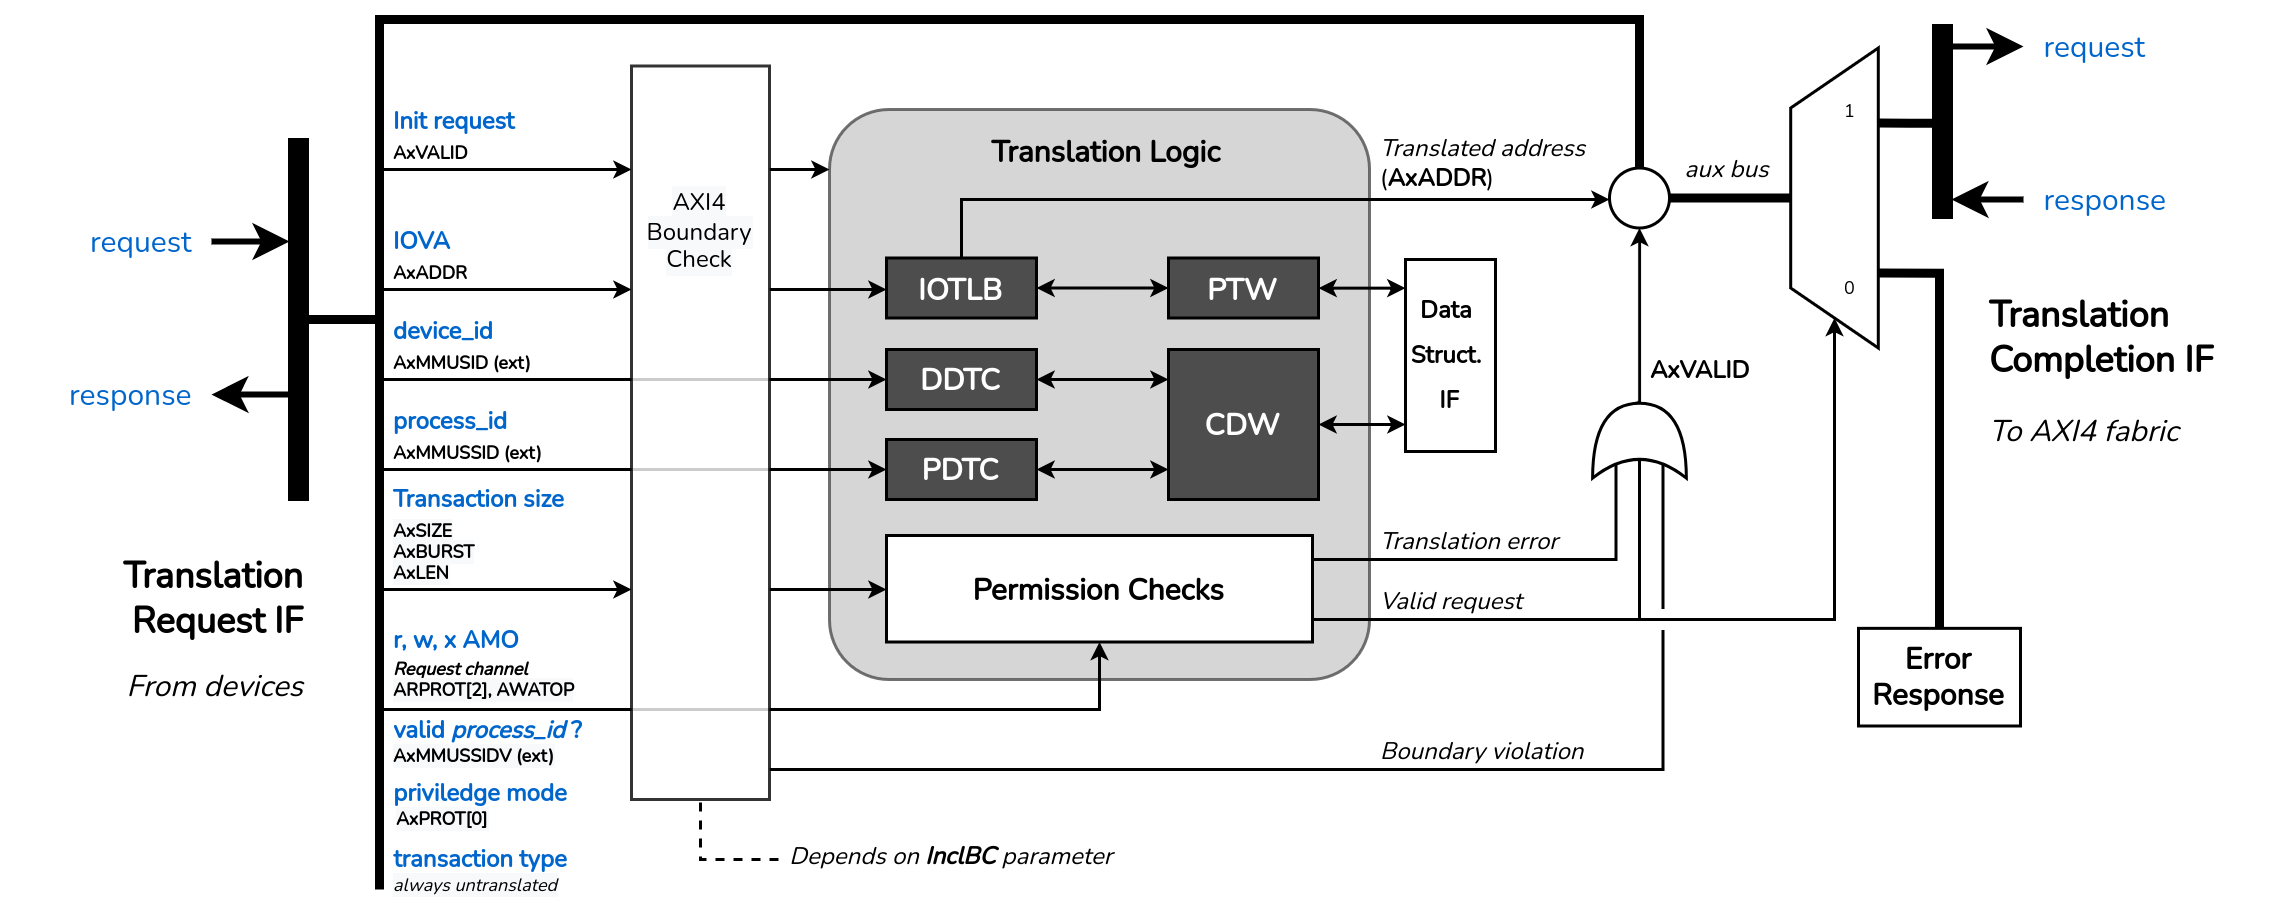 request
response
Translation
Request IF
From devices
Init request
AxVALID
IOVA
AxADDR
device_id
AxMMUSID (ext)
process_id
AxMMUSSID (ext)
Transaction size
AxSIZE
AxBURST
AxLEN
r, w, x AMO
Request channel
ARPROT[2], AWATOP
valid process_id ?
AxMMUSSIDV (ext)
priviledge mode
AxPROT[0]
transaction type
always untranslated
AXI4
Boundary
Check
Depends on InclBC parameter
Translation Logic
IOTLB
PTW
DDTC
CDW
PDTC
Permission Checks
Data
Struct.
IF
Translated address
(AxADDR)
aux bus
AxVALID
Translation error
Valid request
Boundary violation
1
0
request
response
Translation
Completion IF
To AXI4 fabric
Error
Response